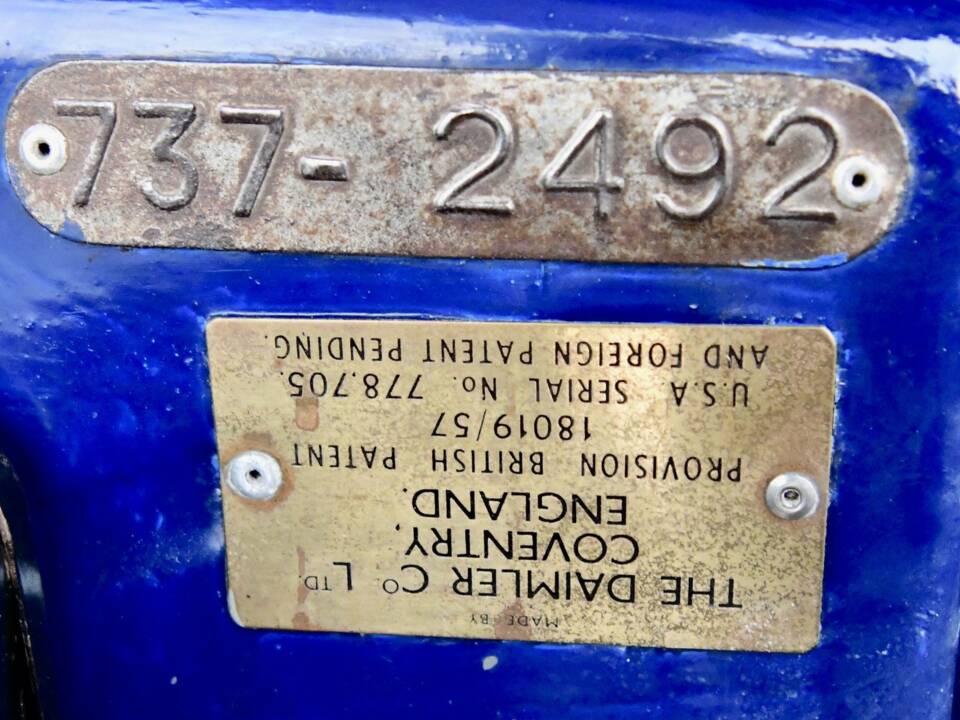 737-2492
MADE BY
THE DAIMLER Co. LTD.
COVENTRY,
ENGLAND.
PROVISION BRITISH PATENT
18019/57
U.S.A. SERIAL No. 778.705.
AND FOREIGN PATENT PENDING.